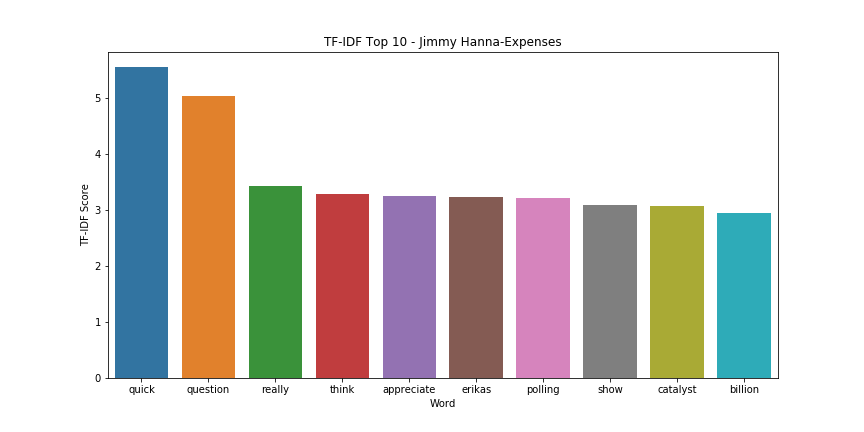 TF-IDF Top 10 - Jimmy Hanna-Expenses
TF-IDF Score
5
4
3
2
1
0
quick question really think appreciate erikas polling show catalyst billion
Word